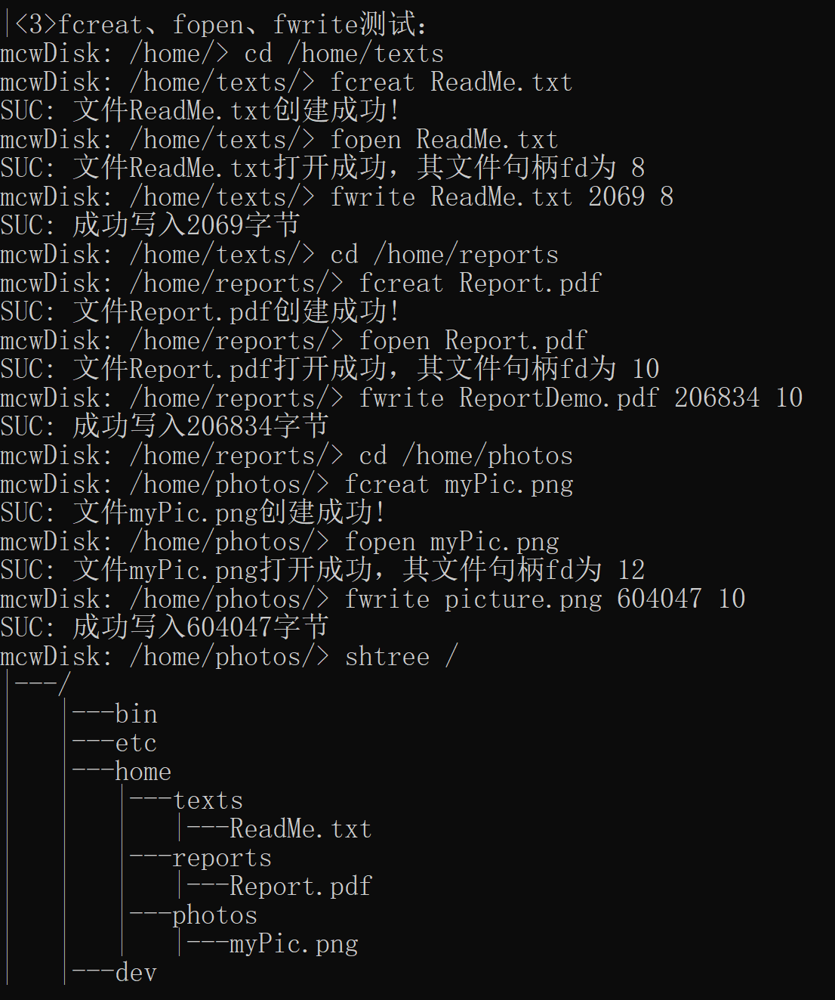 |<3>fcreat、fopen、fwrite测试:
mcwDisk: /home/> cd /home/texts
mcwDisk: /home/texts/> fcreat ReadMe.txt
SUC: 文件ReadMe.txt创建成功!
mcwDisk: /home/texts/> fopen ReadMe.txt
SUC: 文件ReadMe.txt打开成功，其文件句柄fd为 8
mcwDisk: /home/texts/> fwrite ReadMe.txt 2069 8
SUC: 成功写入2069字节
mcwDisk: /home/texts/> cd /home/reports
mcwDisk: /home/reports/> fcreat Report.pdf
SUC: 文件Report.pdf创建成功!
mcwDisk: /home/reports/> fopen Report.pdf
SUC: 文件Report.pdf打开成功，其文件句柄fd为 10
mcwDisk: /home/reports/> fwrite ReportDemo.pdf 206834 10
SUC: 成功写入206834字节
mcwDisk: /home/reports/> cd /home/photos
mcwDisk: /home/photos/> fcreat myPic.png
SUC: 文件myPic.png创建成功!
mcwDisk: /home/photos/> fopen myPic.png
SUC: 文件myPic.png打开成功，其文件句柄fd为 12
mcwDisk: /home/photos/> fwrite picture.png 604047 10
SUC: 成功写入604047字节
mcwDisk: /home/photos/> shtree /
|---/
|   |---bin
|   |---etc
|   |---home
|   |   |---texts
|   |   |   |---ReadMe.txt
|   |   |---reports
|   |   |   |---Report.pdf
|   |   |---photos
|   |   |   |---myPic.png
|   |---dev